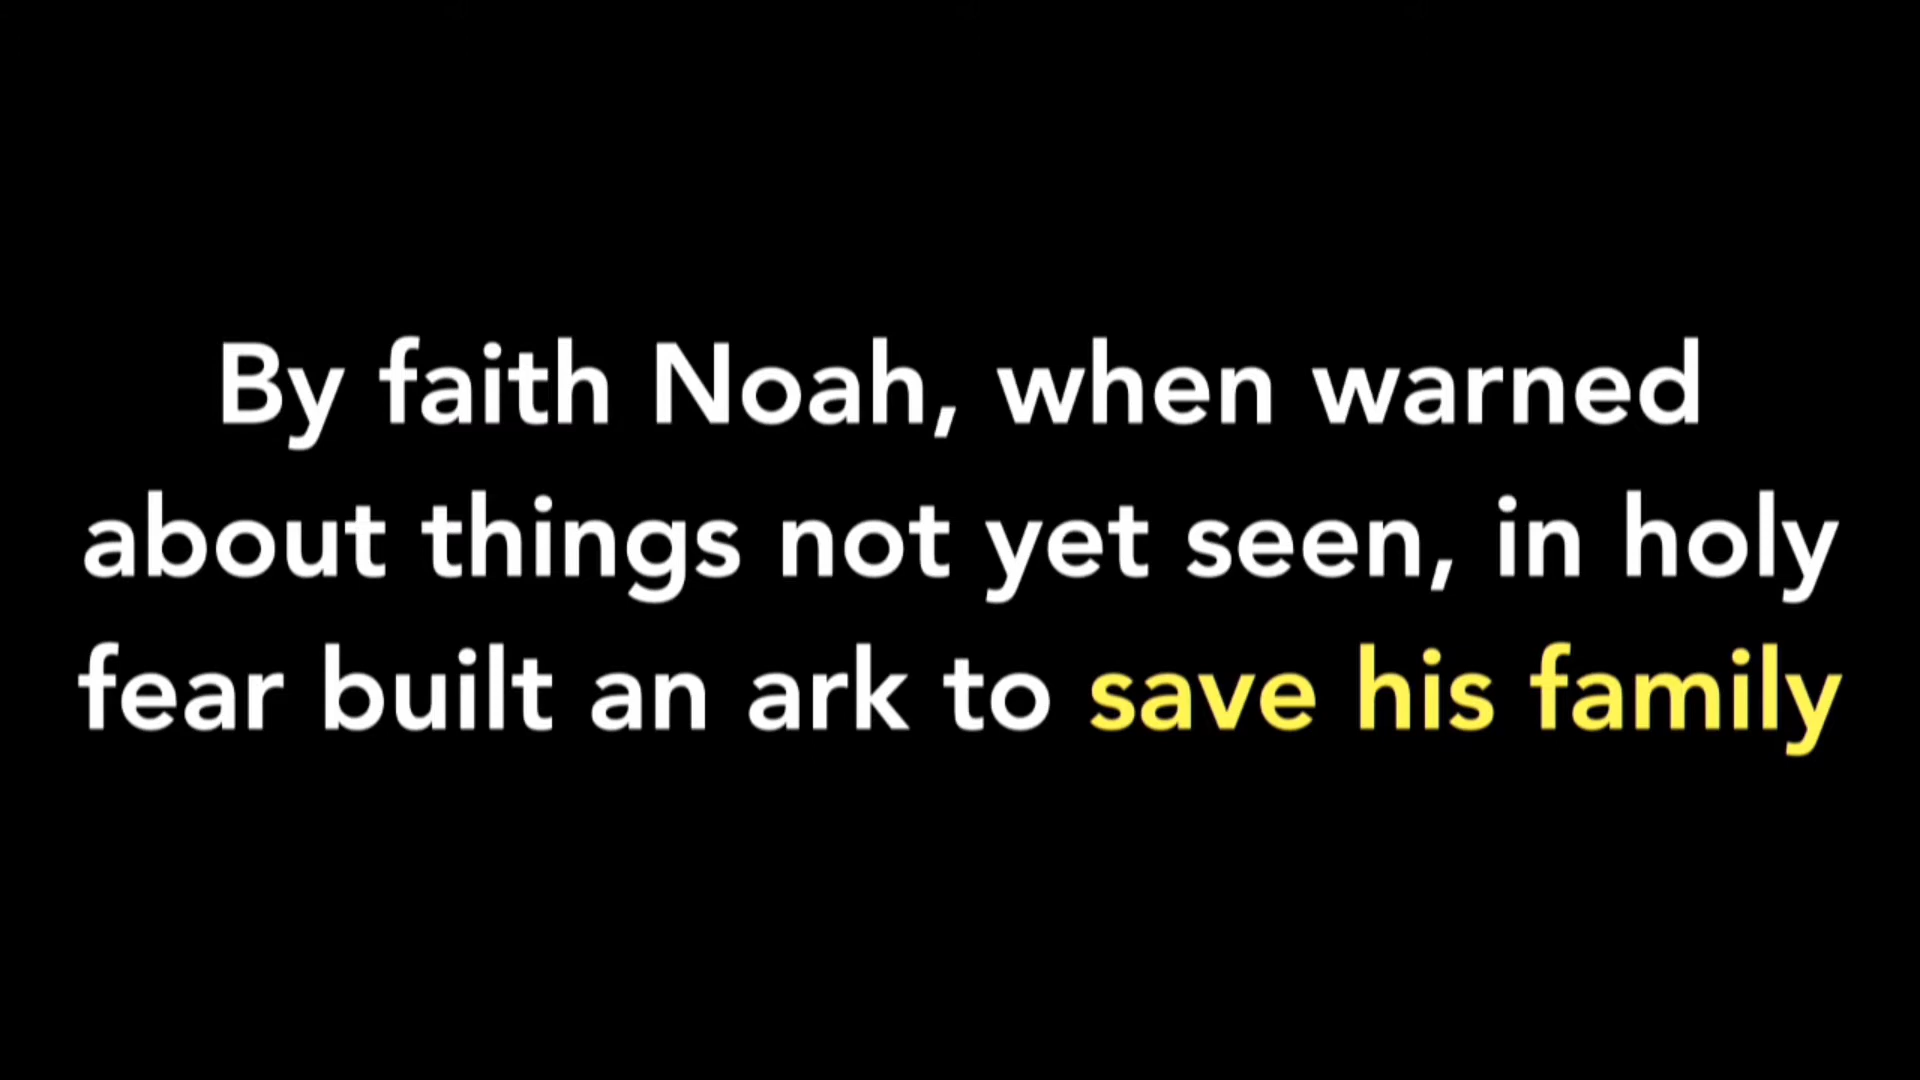 By faith Noah, when warned
about things not yet seen, in holy
fear built an ark to save his family